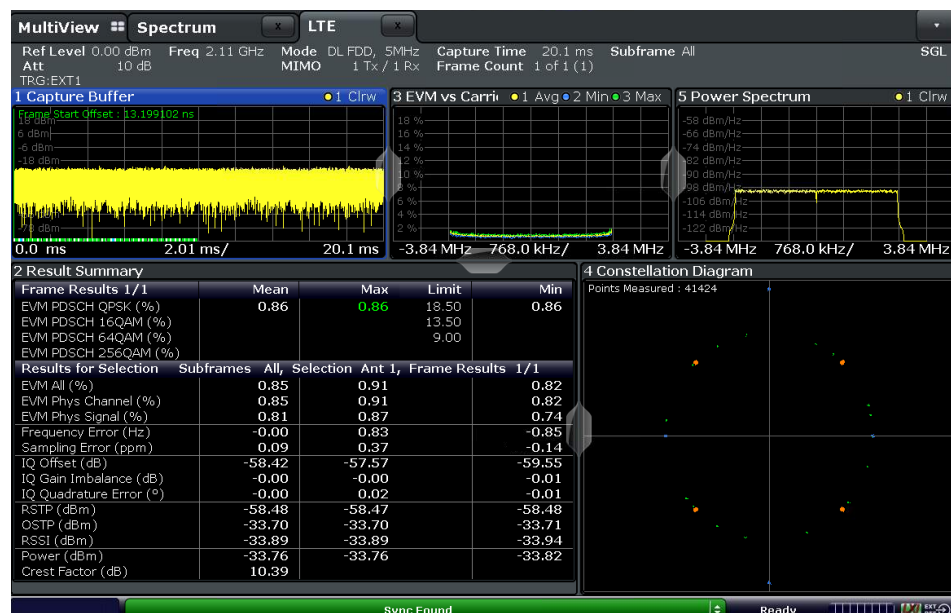 MultiView Spectrum x LTE x
Ref Level 0.00 dBm Freq 2.11 GHz Mode DL FDD, 5MHz Capture Time 20.1 ms Subframe All SGL
Att 10 dB MIMO 1 Tx / 1 Rx Frame Count 1 of 1 (1)
TRG:EXT1
1 Capture Buffer 1 Clrw
Frame Start Offset : 13.199102 ns
18 dBm
6 dBm
-6 dBm
-18 dBm
-78 dBm
0.0 ms 2.01 ms/ 20.1 ms
3 EVM vs Carri 1 Avg 2 Min 3 Max
18 %
16 %
14 %
12 %
10 %
8 %
6 %
4 %
2 %
-3.84 MHz 768.0 kHz/ 3.84 MHz
5 Power Spectrum 1 Clrw
-58 dBm/Hz
-66 dBm/Hz
-74 dBm/Hz
-82 dBm/Hz
-90 dBm/Hz
-98 dBm/Hz
-106 dBm/Hz
-114 dBm/Hz
-122 dBm/Hz
-3.84 MHz 768.0 kHz/ 3.84 MHz
2 Result Summary
Frame Results 1/1 Mean Max Limit Min
EVM PDSCH QPSK (%) 0.86 0.86 18.50 0.86
EVM PDSCH 16QAM (%) 13.50
EVM PDSCH 64QAM (%) 9.00
EVM PDSCH 256QAM (%)
Results for Selection Subframes All, Selection Ant 1, Frame Results 1/1
EVM All (%) 0.85 0.91 0.82
EVM Phys Channel (%) 0.85 0.91 0.82
EVM Phys Signal (%) 0.81 0.87 0.74
Frequency Error (Hz) -0.00 0.83 -0.85
Sampling Error (ppm) 0.09 0.37 -0.14
IQ Offset (dB) -58.42 -57.57 -59.55
IQ Gain Imbalance (dB) -0.00 -0.00 -0.01
IQ Quadrature Error (°) -0.00 0.02 -0.01
RSTP (dBm) -58.48 -58.47 -58.48
OSTP (dBm) -33.70 -33.70 -33.71
RSSI (dBm) -33.89 -33.89 -33.94
Power (dBm) -33.76 -33.76 -33.82
Crest Factor (dB) 10.39
4 Constellation Diagram
Points Measured : 41424
Sync Found Ready